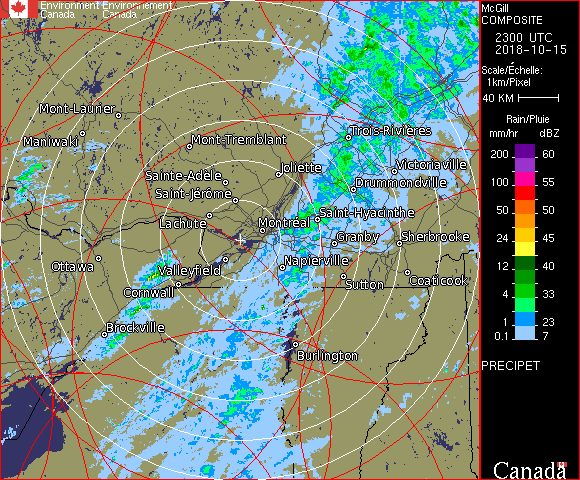 Environment Environnement
Canada Canada
Mont-Laurier
Maniwaki
Mont-Tremblant
Trois-Rivières
Joliette
Victoriaville
Sainte-Adèle
Drummondville
Saint-Jérôme
Lachute
Saint-Hyacinthe
Montréal
Granby
Sherbrooke
Ottawa
Valleyfield
Napierville
Cornwall
Sutton
Coaticook
Brockville
Burlington
McGill
COMPOSITE
2300 UTC
2018-10-15
Scale/Échelle:
1km/Pixel
40 KM
Rain/Pluie
mm/hr dBZ
200 60
100 55
50 50
24 45
12 40
4 33
1 23
0.1 7
PRECIPET
Canada